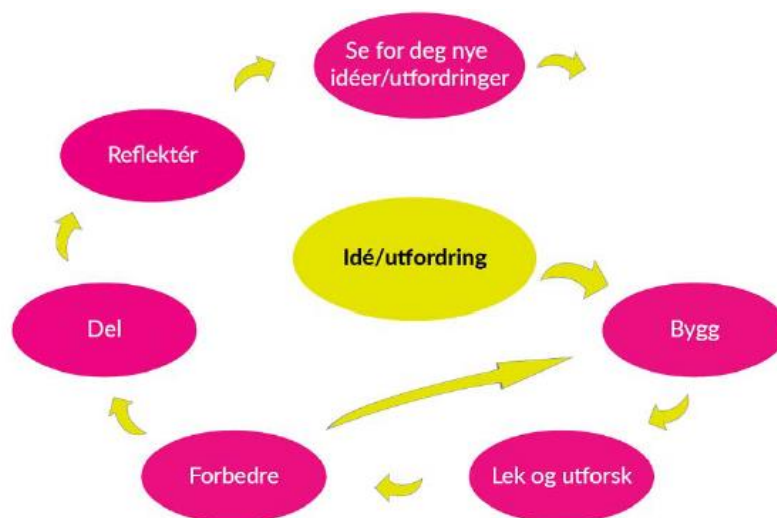 Se for deg nye
idéer/utfordringer
Reflektér
Idé/utfordring
Del
Bygg
Forbedre
Lek og utforsk